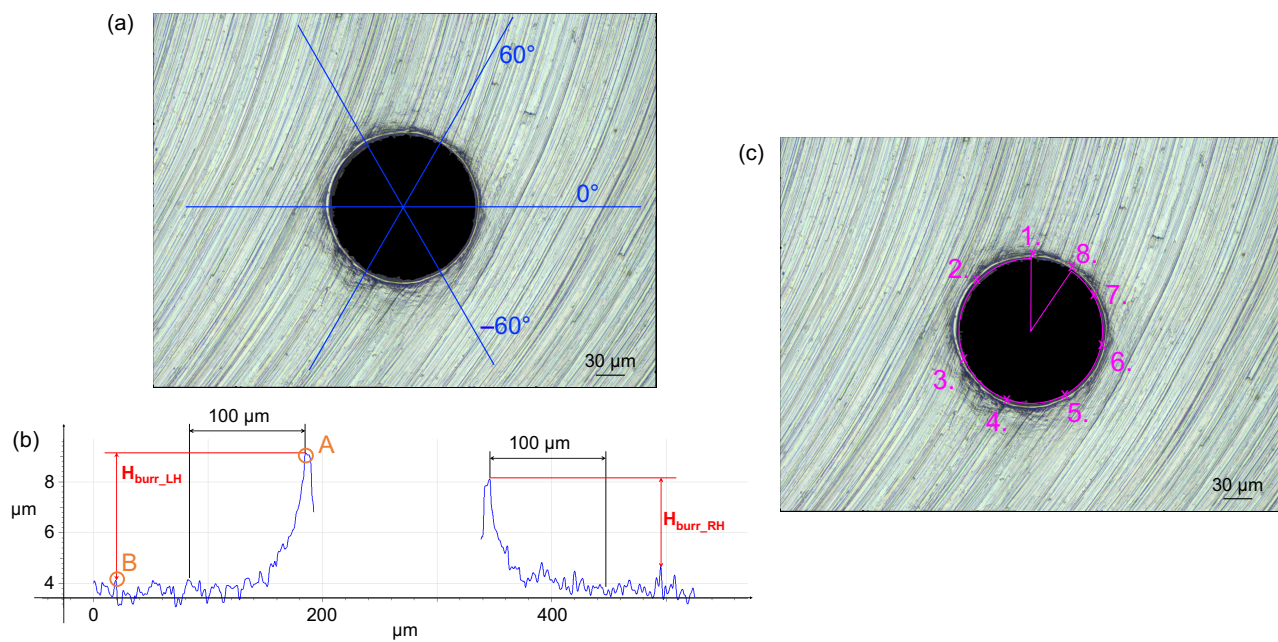 (a)
60°
0°
–60°
30 µm
(b)
100 µm
A
H_burr_LH
8
µm
6
B
4
0
200
400
µm
100 µm
H_burr_RH
(c)
1.
2.
8.
7.
3.
6.
4.
5.
30 µm